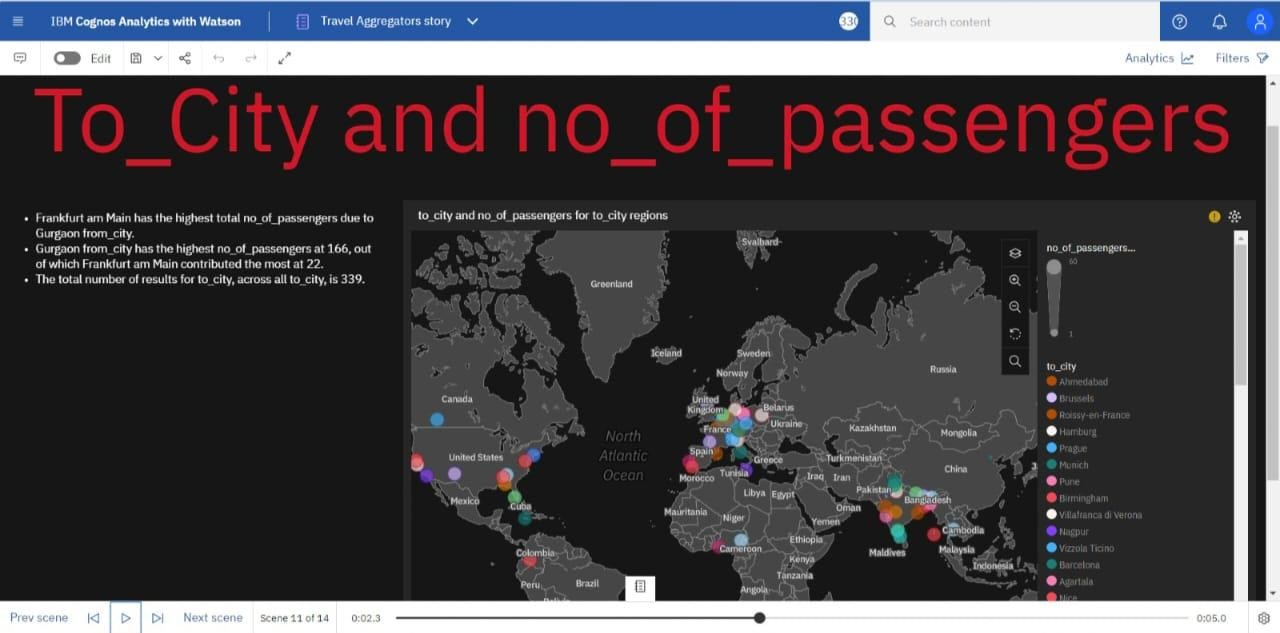 IBM Cognos Analytics with Watson
Travel Aggregators story
330
Search content
Edit
Analytics
Filters
To_City and no_of_passengers
• Frankfurt am Main has the highest total no_of_passengers due to
Gurgaon from_city.
• Gurgaon from_city has the highest no_of_passengers at 166, out
of which Frankfurt am Main contributed the most at 22.
• The total number of results for to_city, across all to_city, is 339.
to_city and no_of_passengers for to_city regions
Svalbard
Greenland
Iceland
Sweden
Norway
Russia
Canada
United
Kingdom
Belarus
Ukraine
France
Kazakhstan
Mongolia
North
Atlantic
Ocean
United States
Spain
Greece
Turkmenistan
China
Morocco
Tunisia
Iraq
Iran
Pakistan
Mexico
Cuba
Libya
Egypt
Bangladesh
Mauritania
Niger
Oman
Yemen
Cambodia
Colombia
Cameroon
Ethiopia
Maldives
Malaysia
Kenya
Indonesia
Peru
Brazil
Tanzania
Angola
no_of_passengers...
60
1
to_city
Ahmedabad
Brussels
Roissy-en-France
Hamburg
Prague
Munich
Pune
Birmingham
Villafranca di Verona
Nagpur
Vizzola Ticino
Barcelona
Agartala
Nice
Prev scene
Next scene
Scene 11 of 14
0:02.3
0:05.0